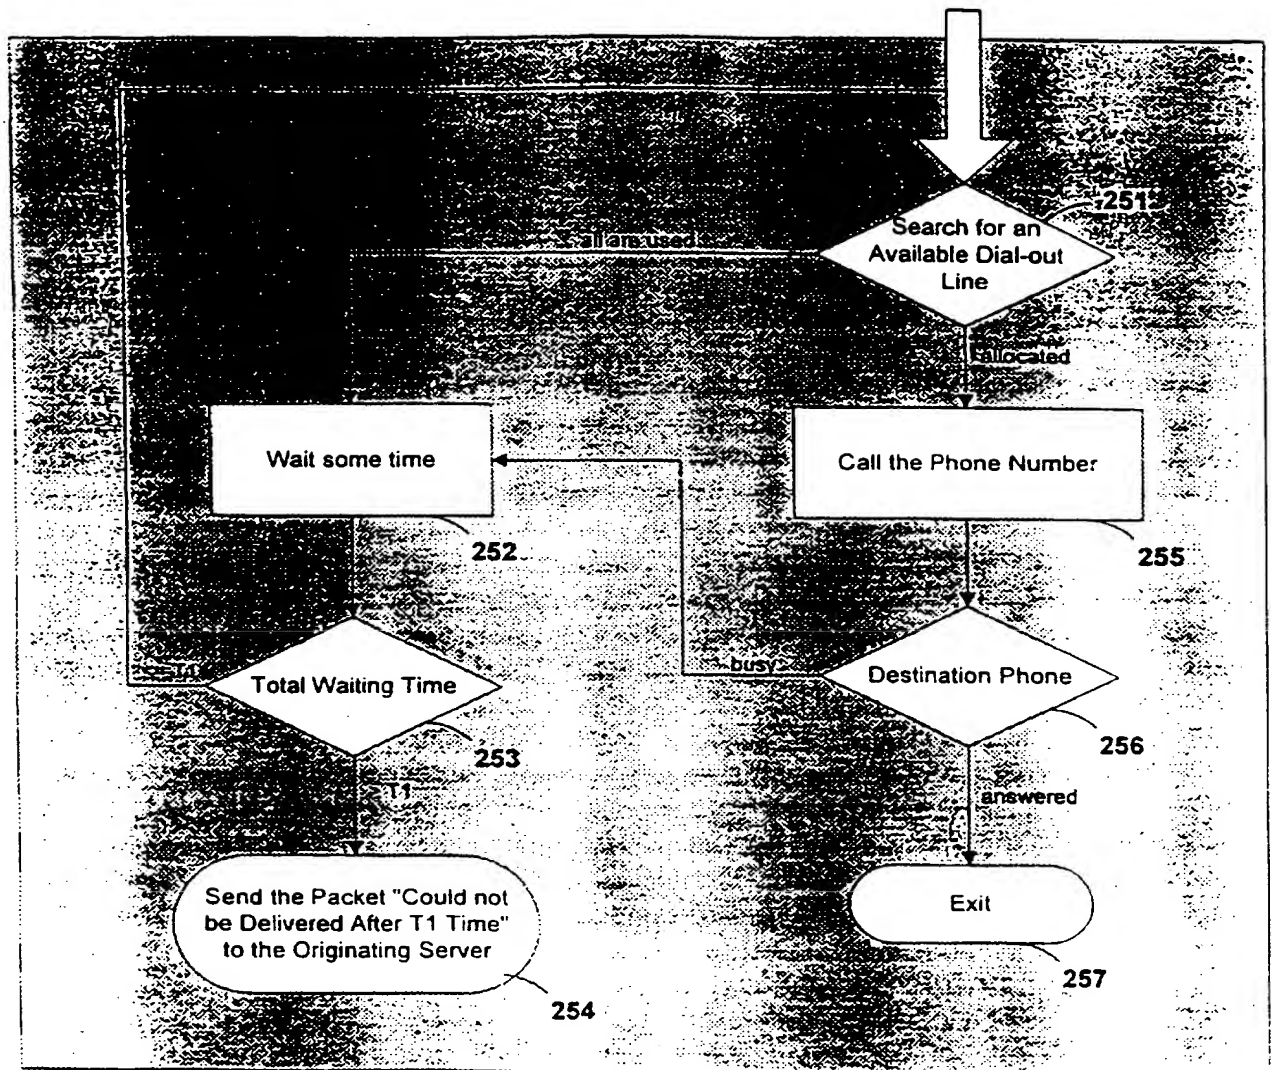 251
Search for an
Available Dial-out
Line
all are used
allocated
Wait some time
252
Call the Phone Number
255
Total Waiting Time
253
busy
Destination Phone
256
T1
answered
Send the Packet "Could not
be Delivered After T1 Time"
to the Originating Server
254
Exit
257